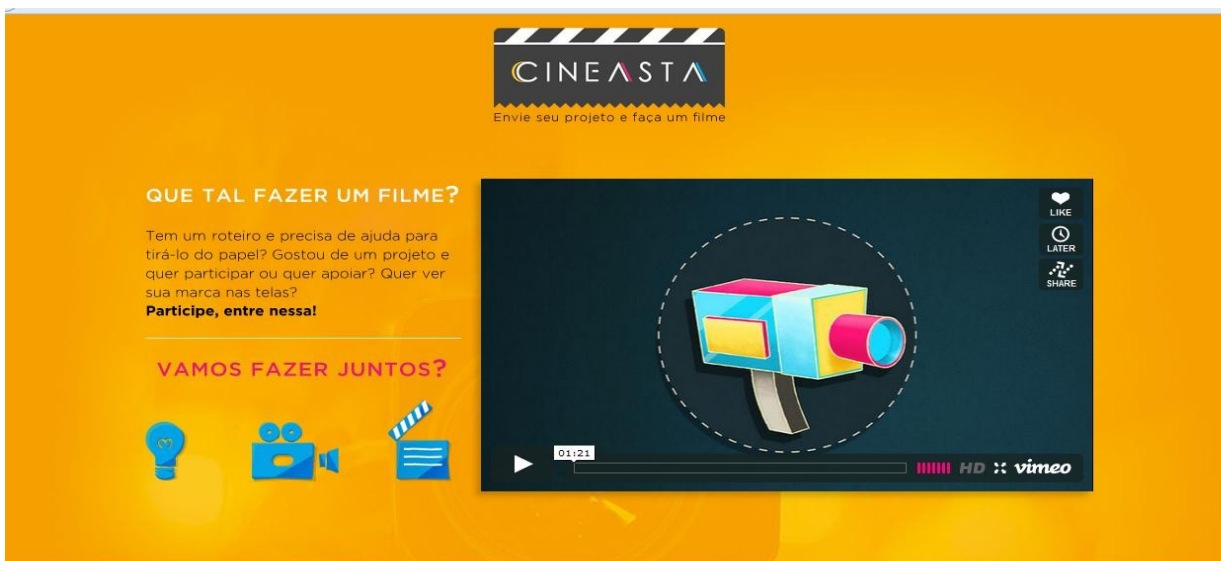 CINEASTA
Envie seu projeto e faça um filme
QUE TAL FAZER UM FILME?
Tem um roteiro e precisa de ajuda para
tirá-lo do papel? Gostou de um projeto e
quer participar ou quer apoiar? Quer ver
sua marca nas telas?
Participe, entre nessa!
VAMOS FAZER JUNTOS?
LIKE
LATER
SHARE
01:21
HD vimeo